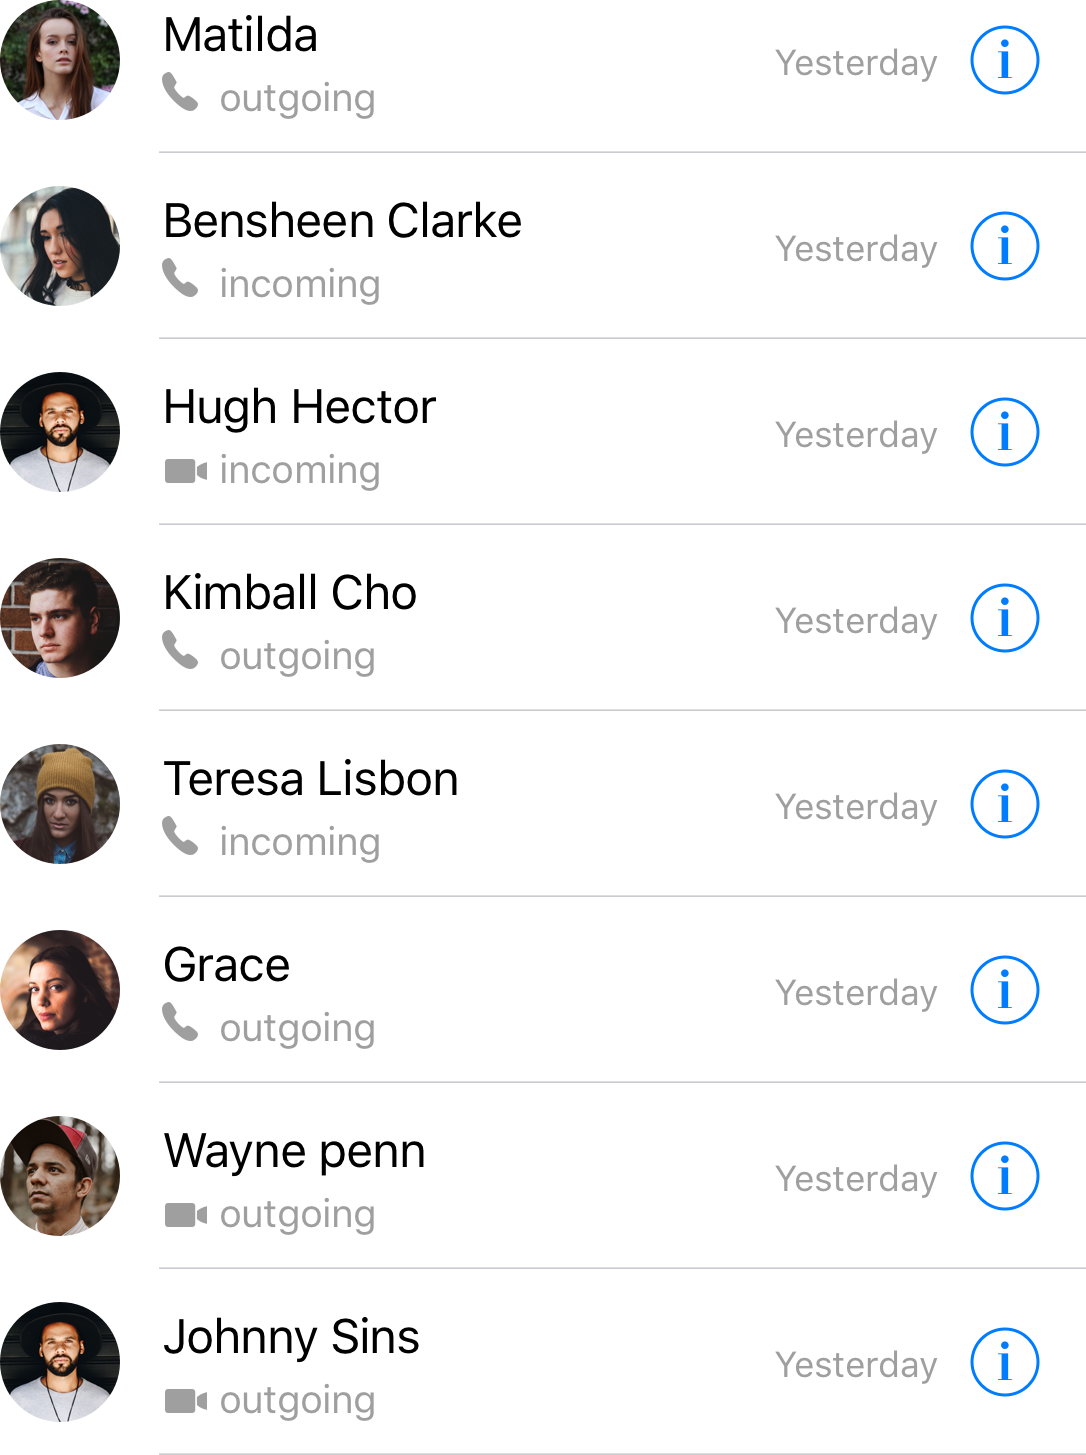 Matilda
Yesterday
outgoing
Bensheen Clarke
Yesterday
incoming
Hugh Hector
Yesterday
incoming
Kimball Cho
Yesterday
outgoing
Teresa Lisbon
Yesterday
incoming
Grace
Yesterday
outgoing
Wayne penn
Yesterday
outgoing
Johnny Sins
Yesterday
outgoing